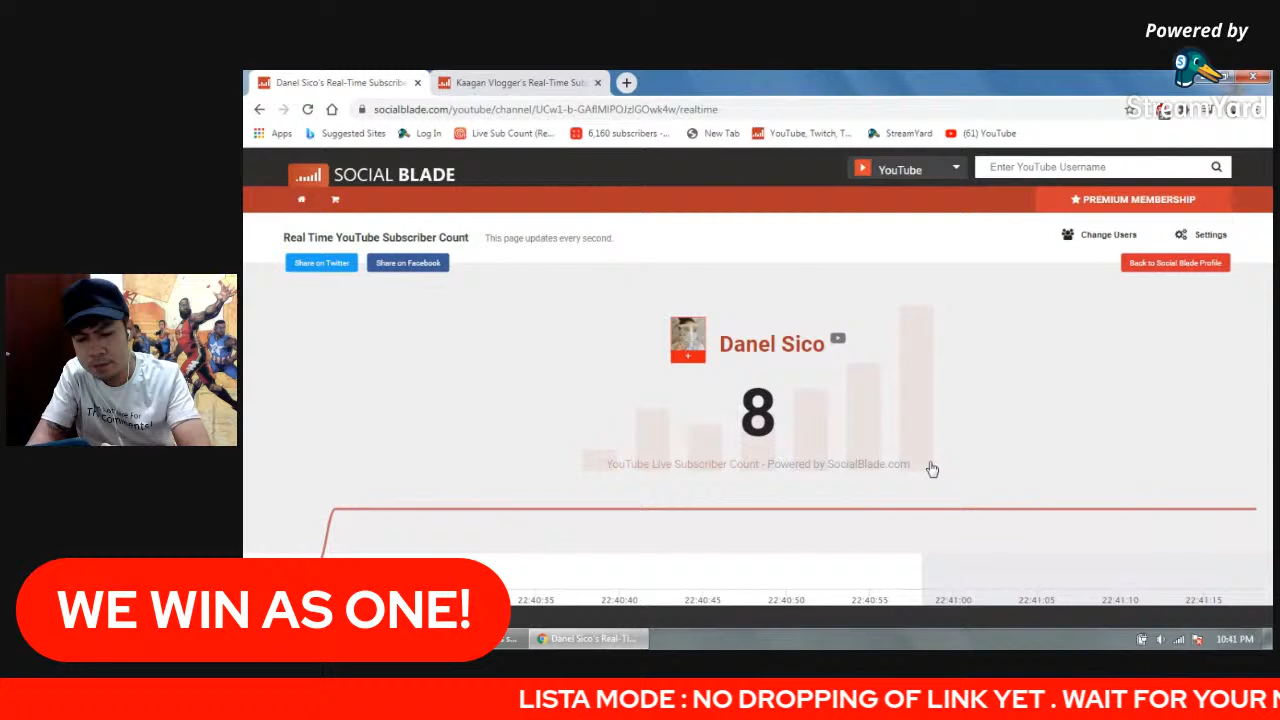 Powered by
StreamYard
Danel Sico's Real-Time Subscribe
Kaagan Vlogger's Real-Time Sub
socialblade.com/youtube/channel/
/realtime
Apps
Suggested Sites
Log In
Live Sub Count (Re...
6,160 subscribers -...
New Tab
YouTube, Twitch, T...
StreamYard
(61) YouTube
SOCIAL BLADE
YouTube
Enter YouTube Username
PREMIUM MEMBERSHIP
Real Time YouTube Subscriber Count
This page updates every second.
Change Users
Settings
Share on Twitter
Share on Facebook
Back to Social Blade Profile
Danel Sico
8
YouTube Live Subscriber Count - Powered by SocialBlade.com
comments!
22:40:35
22:40:40
22:40:45
22:40:50
22:40:55
22:41:00
22:41:05
22:41:10
22:41:15
WE WIN AS ONE!
Danel Sico's Real-Ti...
10:41 PM
LISTA MODE : NO DROPPING OF LINK YET . WAIT FOR YOUR